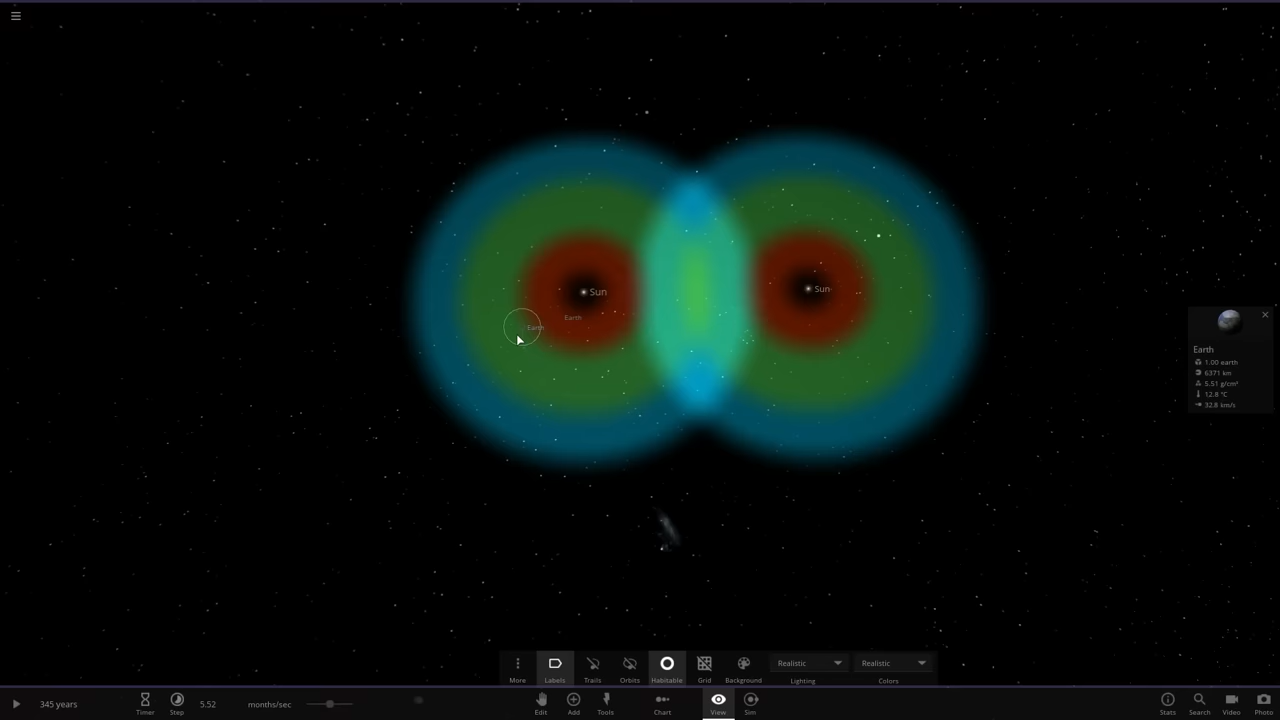 Sun
Sun
Earth
Earth
Earth
1.00 earth
6371 km
5.51 g/cm³
12.8 °C
32.8 km/s
More
Labels
Trails
Orbits
Habitable
Grid
Background
Realistic
Lighting
Realistic
Colors
345 years
Timer
Step
5.52
months/sec
Edit
Add
Tools
Chart
View
Sim
Stats
Search
Video
Photo